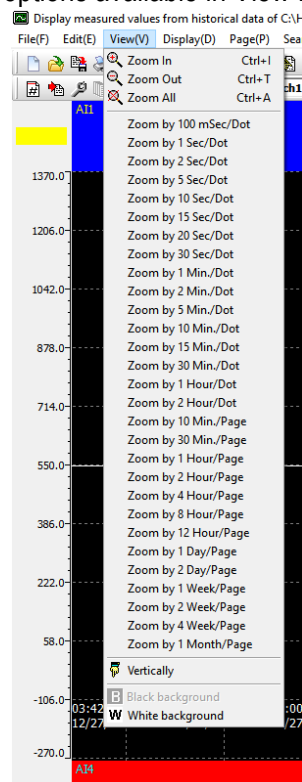 Display measured values from historical data of C:\H
File(F) Edit(E) View(V) Display(D) Page(P) Sea
Zoom In Ctrl+I
Zoom Out Ctrl+T
Zoom All Ctrl+A
ch1
AI1
Zoom by 100 mSec/Dot
Zoom by 1 Sec/Dot
Zoom by 2 Sec/Dot
Zoom by 5 Sec/Dot
Zoom by 10 Sec/Dot
Zoom by 15 Sec/Dot
Zoom by 20 Sec/Dot
Zoom by 30 Sec/Dot
Zoom by 1 Min./Dot
Zoom by 2 Min./Dot
Zoom by 5 Min./Dot
Zoom by 10 Min./Dot
Zoom by 15 Min./Dot
Zoom by 30 Min./Dot
Zoom by 1 Hour/Dot
Zoom by 2 Hour/Dot
Zoom by 10 Min./Page
Zoom by 30 Min./Page
Zoom by 1 Hour/Page
Zoom by 2 Hour/Page
Zoom by 4 Hour/Page
Zoom by 8 Hour/Page
Zoom by 12 Hour/Page
Zoom by 1 Day/Page
Zoom by 2 Day/Page
Zoom by 1 Week/Page
Zoom by 2 Week/Page
Zoom by 4 Week/Page
Zoom by 1 Month/Page
Vertically
B Black background
W White background
1370.0
1206.0
1042.0
878.0
714.0
550.0
386.0
222.0
58.0
-106.0
-270.0
03:42 :00
12/27 /27
AI4